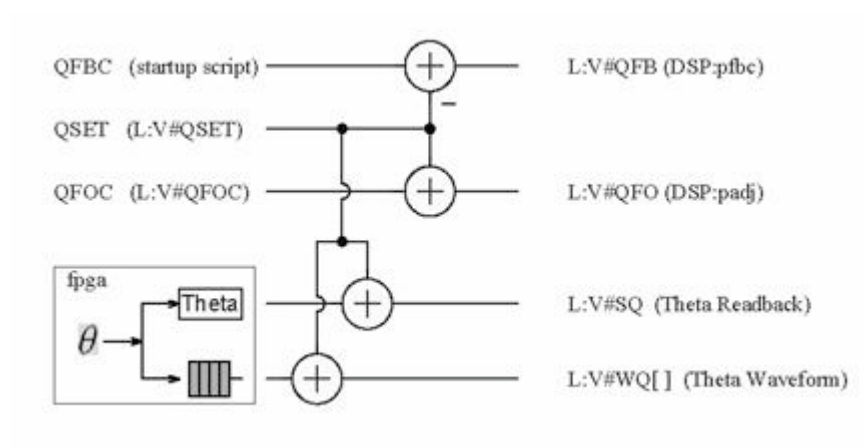 QFBC (startup script) L:V#QFB (DSP:pfbc)
−
QSET (L:V#QSET)
QFOC (L:V#QFOC) L:V#QFO (DSP:padj)
fpga
Theta L:V#SQ (Theta Readback)
θ
L:V#WQ[ ] (Theta Waveform)